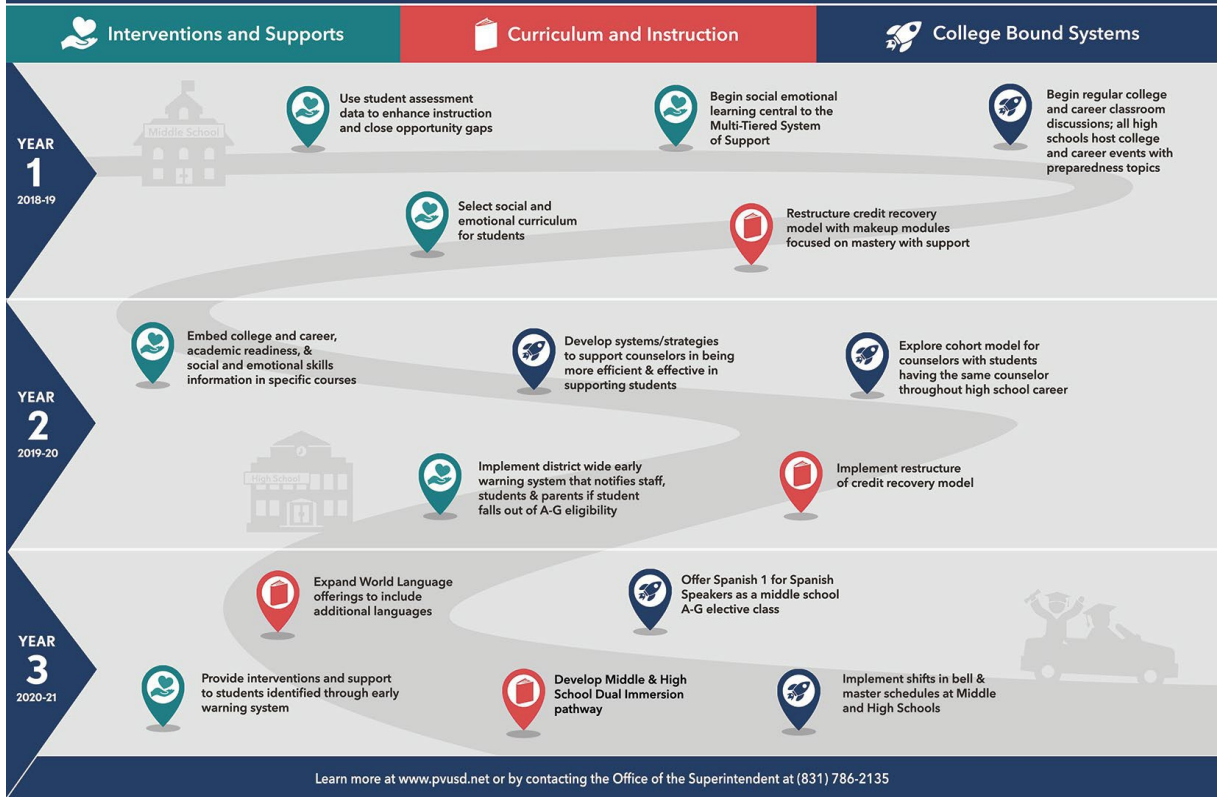 Interventions and Supports
Curriculum and Instruction
College Bound Systems
YEAR
1
2018-19
Middle School
Use student assessment
data to enhance instruction
and close opportunity gaps
Begin social emotional
learning central to the
Multi-Tiered System
of Support
Begin regular college
and career classroom
discussions; all high
schools host college
and career events with
preparedness topics
Select social and
emotional curriculum
for students
Restructure credit recovery
model with makeup modules
focused on mastery with support
YEAR
2
2019-20
Embed college and career,
academic readiness, &
social and emotional skills
information in specific courses
Develop systems/strategies
to support counselors in being
more efficient & effective in
supporting students
Explore cohort model for
counselors with students
having the same counselor
throughout high school career
High School
Implement district wide early
warning system that notifies staff,
students & parents if student
falls out of A-G eligibility
Implement restructure
of credit recovery model
YEAR
3
2020-21
Expand World Language
offerings to include
additional languages
Offer Spanish 1 for Spanish
Speakers as a middle school
A-G elective class
Provide interventions and support
to students identified through early
warning system
Develop Middle & High
School Dual Immersion
pathway
Implement shifts in bell &
master schedules at Middle
and High Schools
Learn more at www.pvusd.net or by contacting the Office of the Superintendent at (831) 786-2135